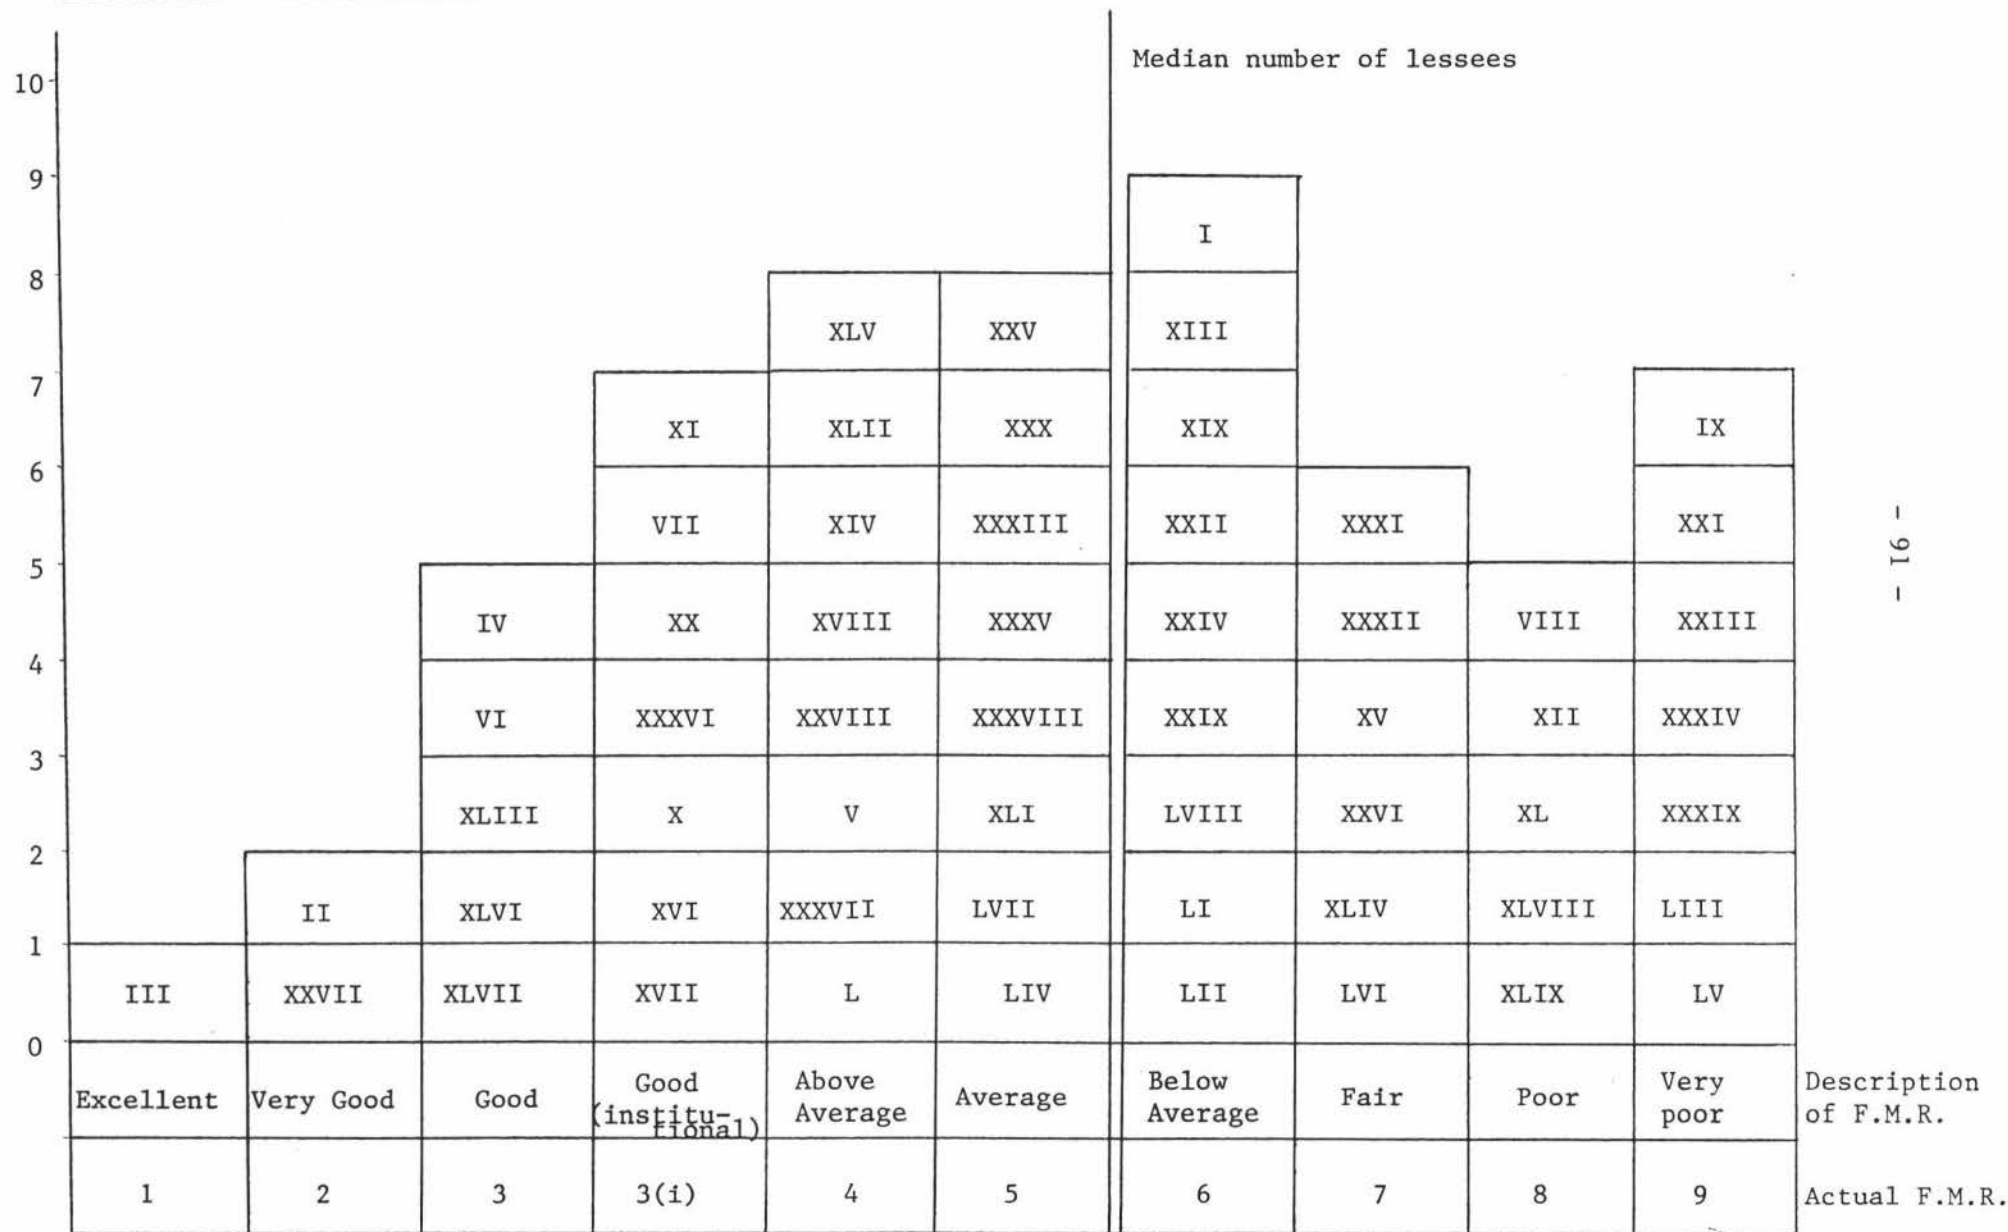 Median number of lessees
10
9
I
8
XLV XXV XIII
7
XI XLII XXX XIX IX
6
VII XIV XXXIII XXII XXXI XXI
5
IV XX XVIII XXXV XXIV XXXII VIII XXIII
4
VI XXXVI XXVIII XXXVIII XXIX XV XII XXXIV
3
XLIII X V XLI LVIII XXVI XL XXXIX
2
II XLVI XVI XXXVII LVII LI XLIV XLVIII LIII
1
III XXVII XLVII XVII L LIV LII LVI XLIX LV
0
Excellent
Very Good
Good
Good
(institu-
tional)
Above
Average
Average
Below
Average
Fair
Poor
Very
poor
Description
of F.M.R.
1 2 3 3(i) 4 5 6 7 8 9 Actual F.M.R.
- 91 -